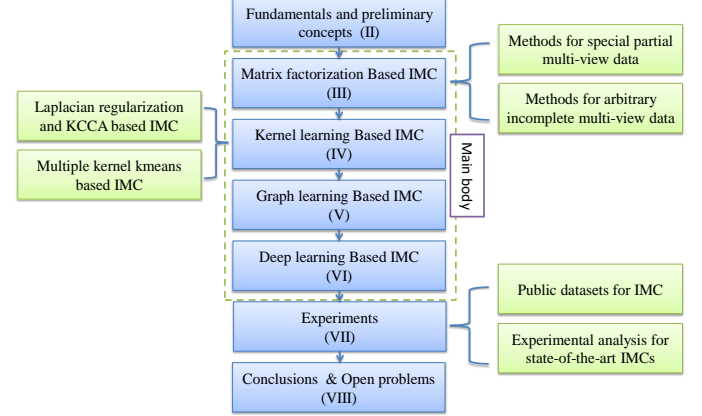 Fundamentals and preliminary
concepts (II)
Matrix factorization Based IMC
(III)
Methods for special partial
multi-view data
Methods for arbitrary
incomplete multi-view data
Laplacian regularization
and KCCA based IMC
Multiple kernel kmeans
based IMC
Kernel learning Based IMC
(IV)
Main body
Graph learning Based IMC
(V)
Deep learning Based IMC
(VI)
Experiments
(VII)
Public datasets for IMC
Experimental analysis for
state-of-the-art IMCs
Conclusions & Open problems
(VIII)